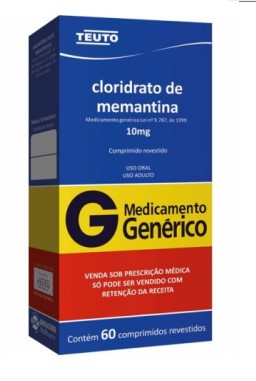 TEUTO
cloridrato de
memantina
Medicamento genérico Lei nº 9.787, de 1999.
10mg
Comprimido revestido
USO ORAL
USO ADULTO
G Medicamento
Genérico
VENDA SOB PRESCRIÇÃO MÉDICA
SÓ PODE SER VENDIDO COM
RETENÇÃO DA RECEITA
Contém 60 comprimidos revestidos